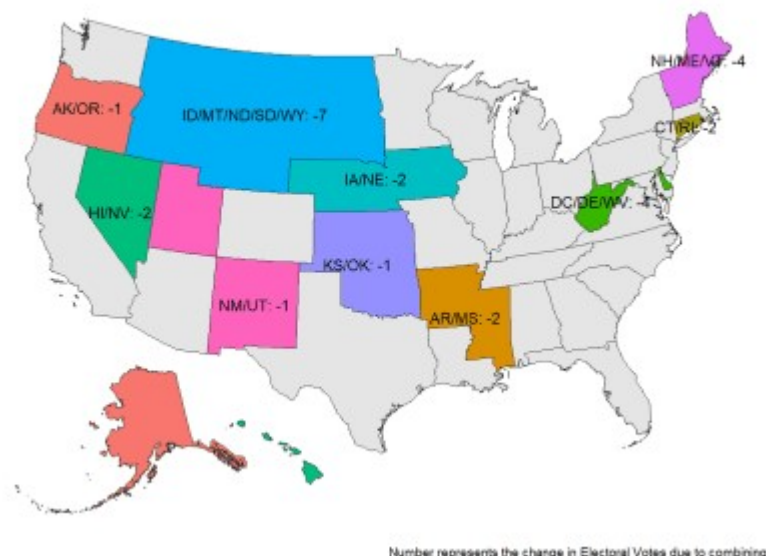 NH/ME/VT: -4
AK/OR: -1
ID/MT/ND/SD/WY: -7
CT/RI: -2
IA/NE: -2
HI/NV: -2
DC/DE/WV: -4
KS/OK: -1
NM/UT: -1
AR/MS: -2
Number represents the change in Electoral Votes due to combining